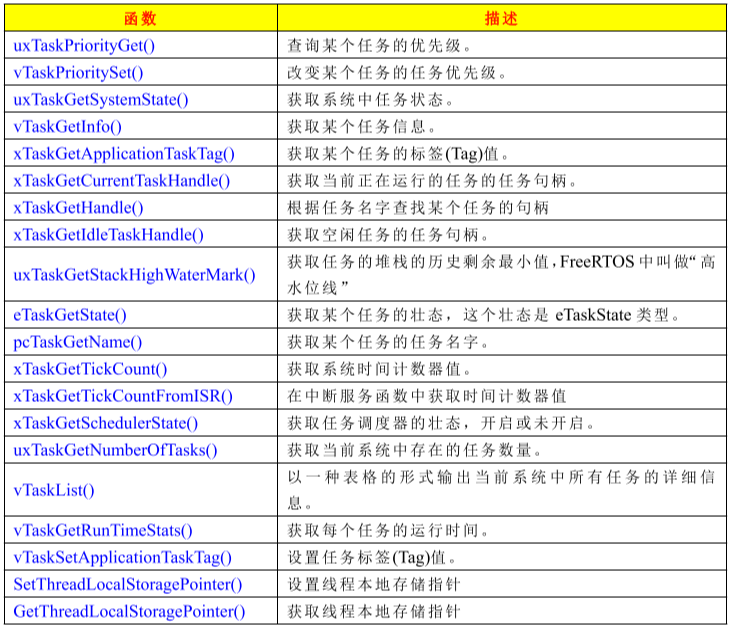 函数 描述
uxTaskPriorityGet() 查询某个任务的优先级。
vTaskPrioritySet() 改变某个任务的任务优先级。
uxTaskGetSystemState() 获取系统中任务状态。
vTaskGetInfo() 获取某个任务信息。
xTaskGetApplicationTaskTag() 获取某个任务的标签(Tag)值。
xTaskGetCurrentTaskHandle() 获取当前正在运行的任务的任务句柄。
xTaskGetHandle() 根据任务名字查找某个任务的句柄
xTaskGetIdleTaskHandle() 获取空闲任务的任务句柄。
uxTaskGetStackHighWaterMark() 获取任务的堆栈的历史剩余最小值，FreeRTOS 中叫做“高
水位线”
eTaskGetState() 获取某个任务的壮态，这个壮态是 eTaskState 类型。
pcTaskGetName() 获取某个任务的任务名字。
xTaskGetTickCount() 获取系统时间计数器值。
xTaskGetTickCountFromISR() 在中断服务函数中获取时间计数器值
xTaskGetSchedulerState() 获取任务调度器的壮态，开启或未开启。
uxTaskGetNumberOfTasks() 获取当前系统中存在的任务数量。
vTaskList() 以一种表格的形式输出当前系统中所有任务的详细信
息。
vTaskGetRunTimeStats() 获取每个任务的运行时间。
vTaskSetApplicationTaskTag() 设置任务标签(Tag)值。
SetThreadLocalStoragePointer() 设置线程本地存储指针
GetThreadLocalStoragePointer() 获取线程本地存储指针